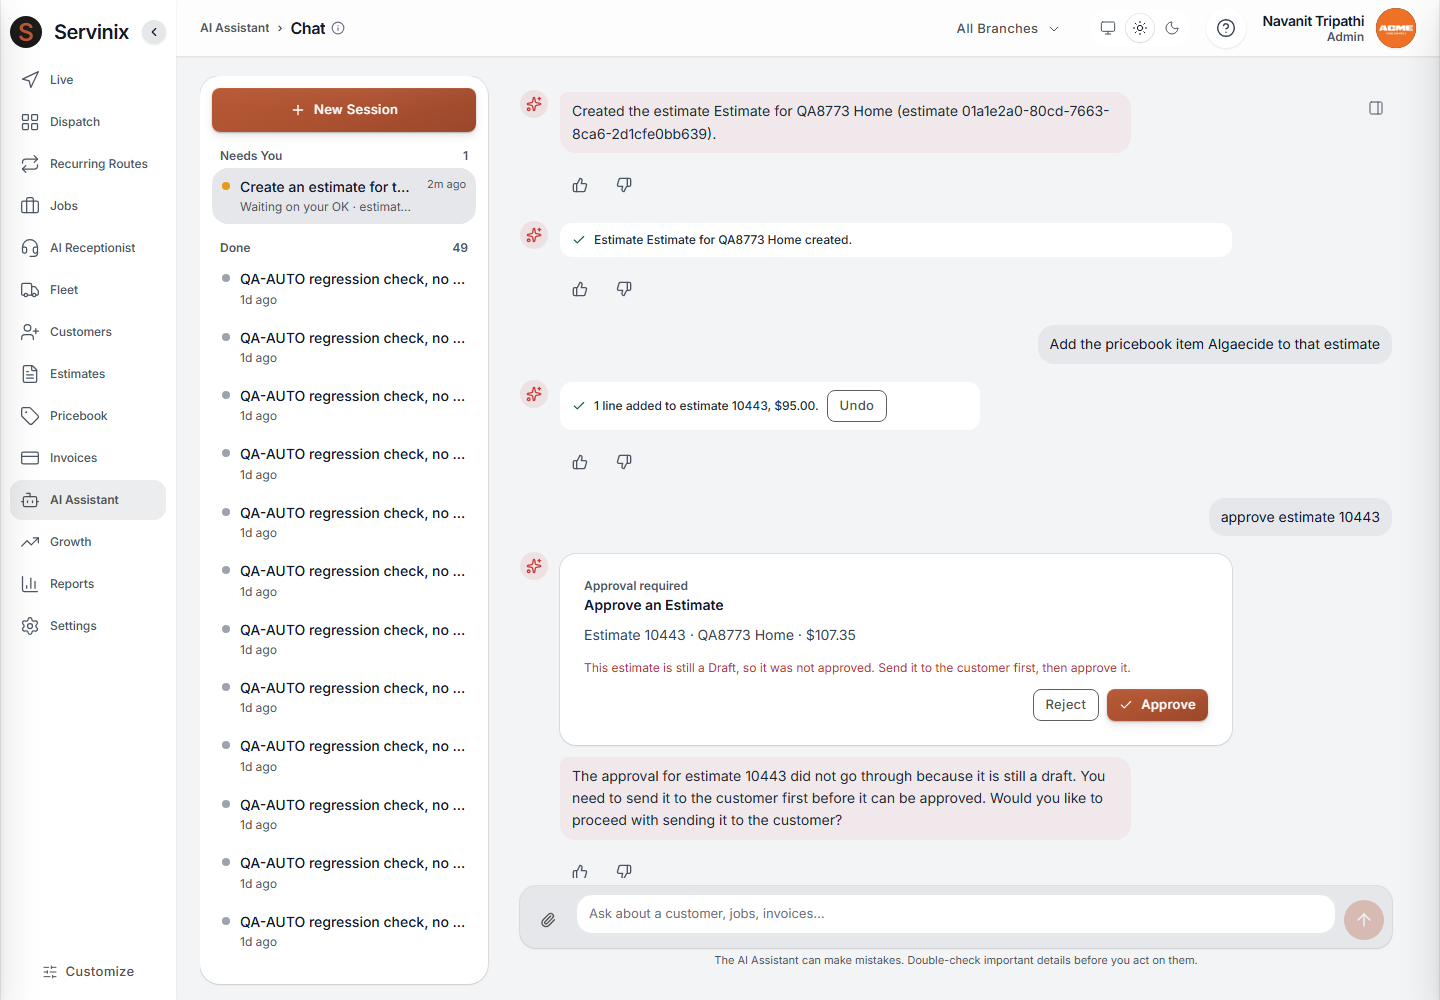 S Servinix
Live
Dispatch
Recurring Routes
Jobs
AI Receptionist
Fleet
Customers
Estimates
Pricebook
Invoices
AI Assistant
Growth
Reports
Settings
Customize
AI Assistant › Chat
All Branches
Navanit Tripathi
Admin
ACME
New Session
Needs You 1
Create an estimate for t... 2m ago
Waiting on your OK · estimat...
Done 49
QA-AUTO regression check, no ...
1d ago
QA-AUTO regression check, no ...
1d ago
QA-AUTO regression check, no ...
1d ago
QA-AUTO regression check, no ...
1d ago
QA-AUTO regression check, no ...
1d ago
QA-AUTO regression check, no ...
1d ago
QA-AUTO regression check, no ...
1d ago
QA-AUTO regression check, no ...
1d ago
QA-AUTO regression check, no ...
1d ago
QA-AUTO regression check, no ...
1d ago
QA-AUTO regression check, no ...
1d ago
QA-AUTO regression check, no ...
1d ago
Created the estimate Estimate for QA8773 Home (estimate 01a1e2a0-80cd-7663-
8ca6-2d1cfe0bb639).
Estimate Estimate for QA8773 Home created.
Add the pricebook item Algaecide to that estimate
1 line added to estimate 10443, $95.00. Undo
approve estimate 10443
Approval required
Approve an Estimate
Estimate 10443 · QA8773 Home · $107.35
This estimate is still a Draft, so it was not approved. Send it to the customer first, then approve it.
Reject Approve
The approval for estimate 10443 did not go through because it is still a draft. You
need to send it to the customer first before it can be approved. Would you like to
proceed with sending it to the customer?
Ask about a customer, jobs, invoices...
The AI Assistant can make mistakes. Double-check important details before you act on them.